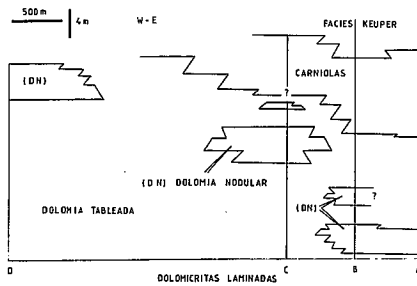 500 m
4 m
W-E
FACIES KEUPER
(DN)
CARNIOLAS
?
(DN) DOLOMIA NODULAR
?
(DN)
DOLOMIA TABLEADA
D
C
B
A
DOLOMICRITAS LAMINADAS